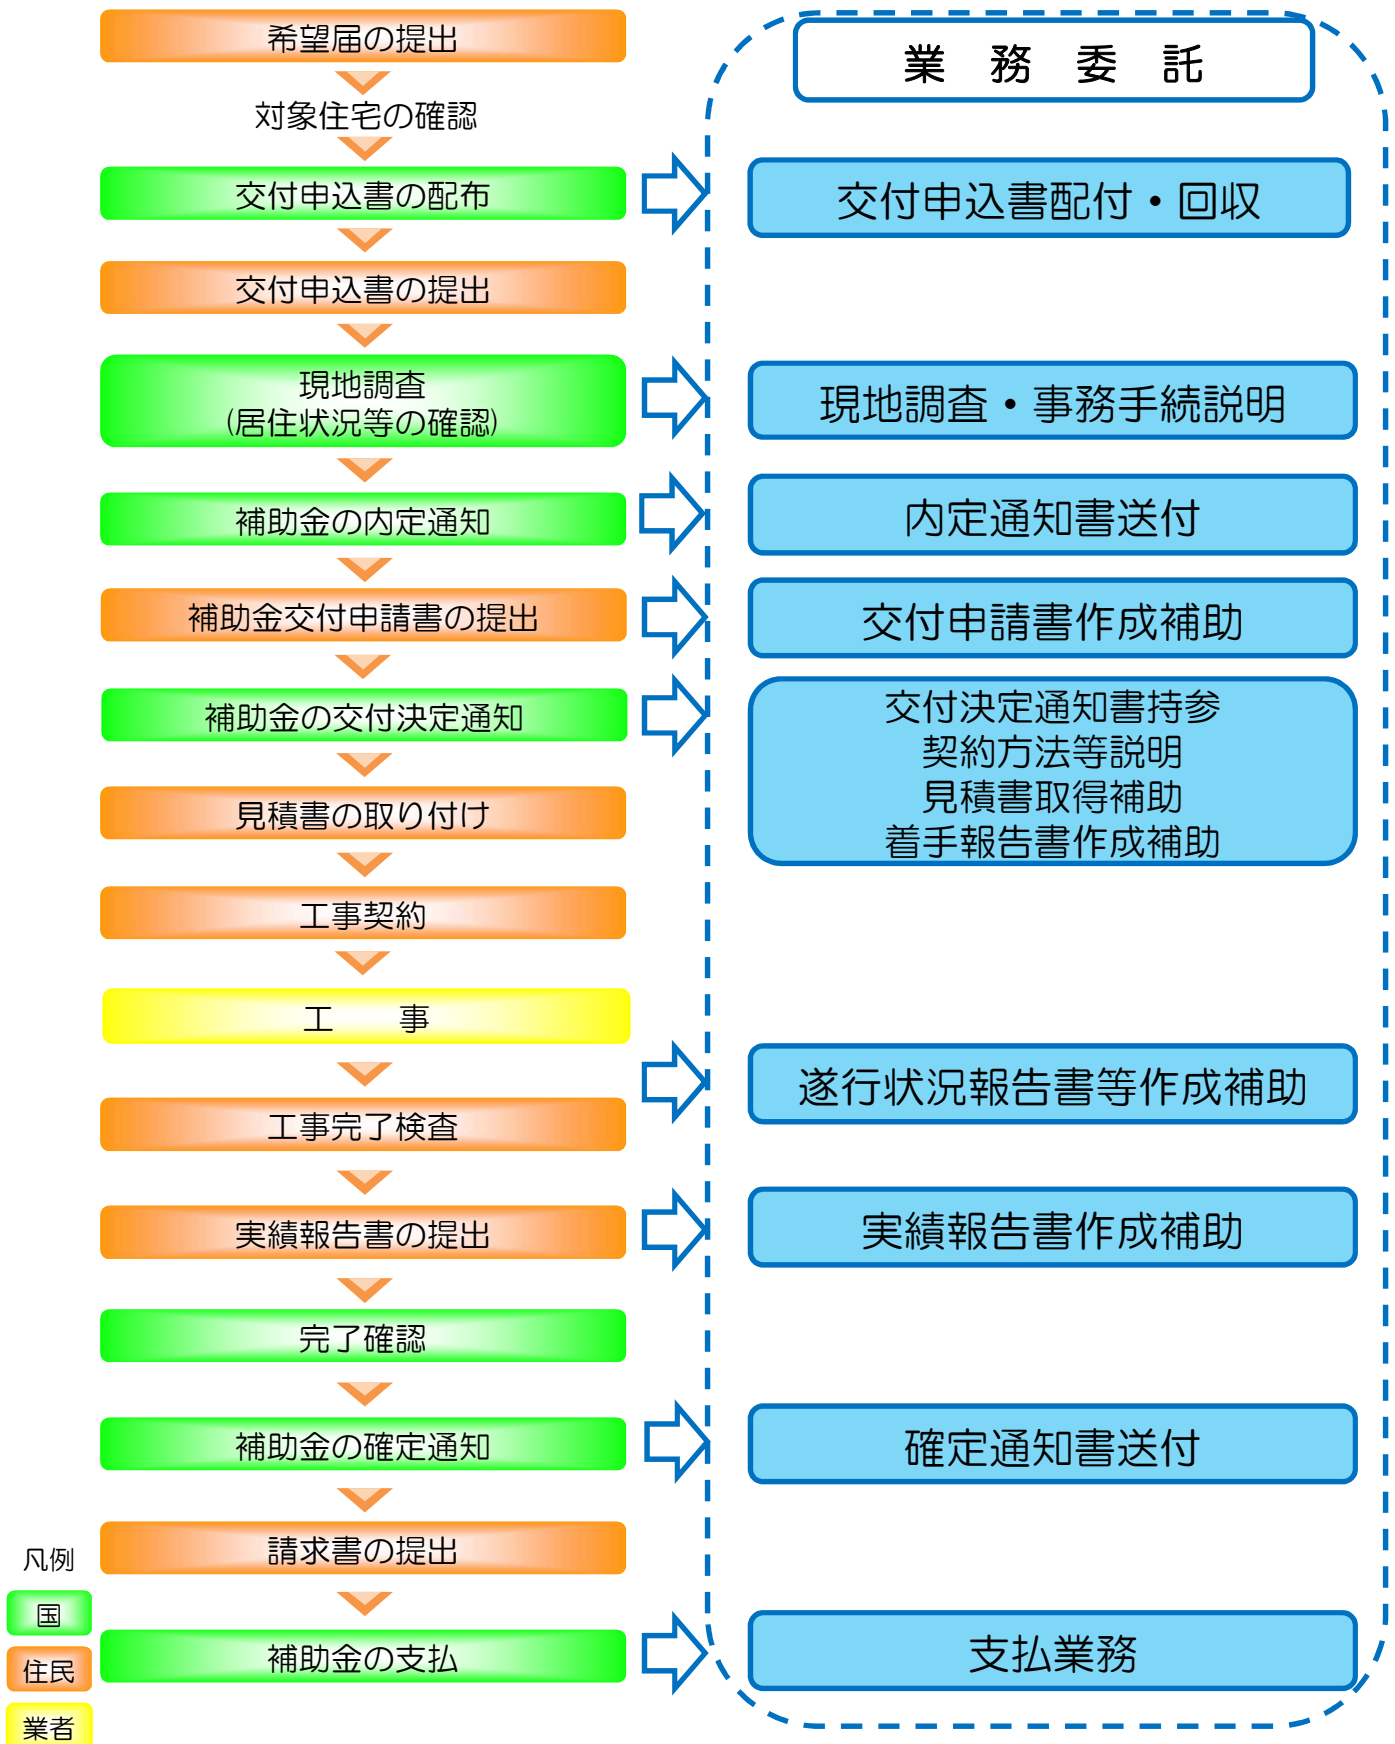 希望届の提出
対象住宅の確認
交付申込書の配布
交付申込書の提出
現地調査
(居住状況等の確認)
補助金の内定通知
補助金交付申請書の提出
補助金の交付決定通知
見積書の取り付け
工事契約
工　事
工事完了検査
実績報告書の提出
完了確認
補助金の確定通知
請求書の提出
補助金の支払
凡例
国
住民
業者
業　務　委　託
交付申込書配付・回収
現地調査・事務手続説明
内定通知書送付
交付申請書作成補助
交付決定通知書持参
契約方法等説明
見積書取得補助
着手報告書作成補助
遂行状況報告書等作成補助
実績報告書作成補助
確定通知書送付
支払業務